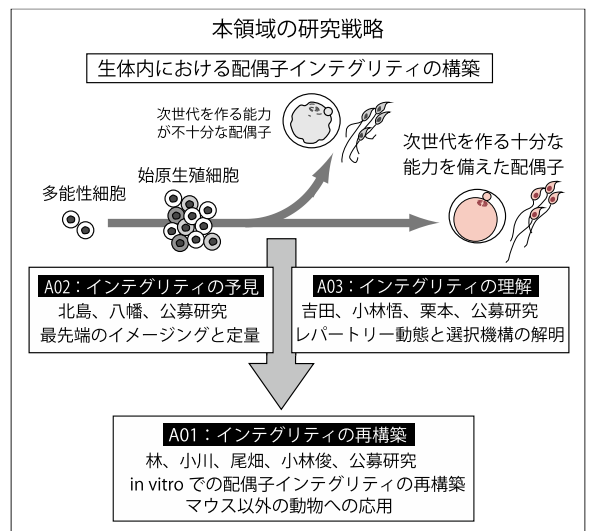 本領域の研究戦略
生体内における配偶子インテグリティの構築
次世代を作る能力
が不十分な配偶子
次世代を作る十分な
能力を備えた配偶子
始原生殖細胞
多能性細胞
A02：インテグリティの予見
北島、八幡、公募研究
最先端のイメージングと定量
A03：インテグリティの理解
吉田、小林悟、栗本、公募研究
レパートリー動態と選択機構の解明
A01：インテグリティの再構築
林、小川、尾畑、小林俊、公募研究
in vitro での配偶子インテグリティの再構築
マウス以外の動物への応用